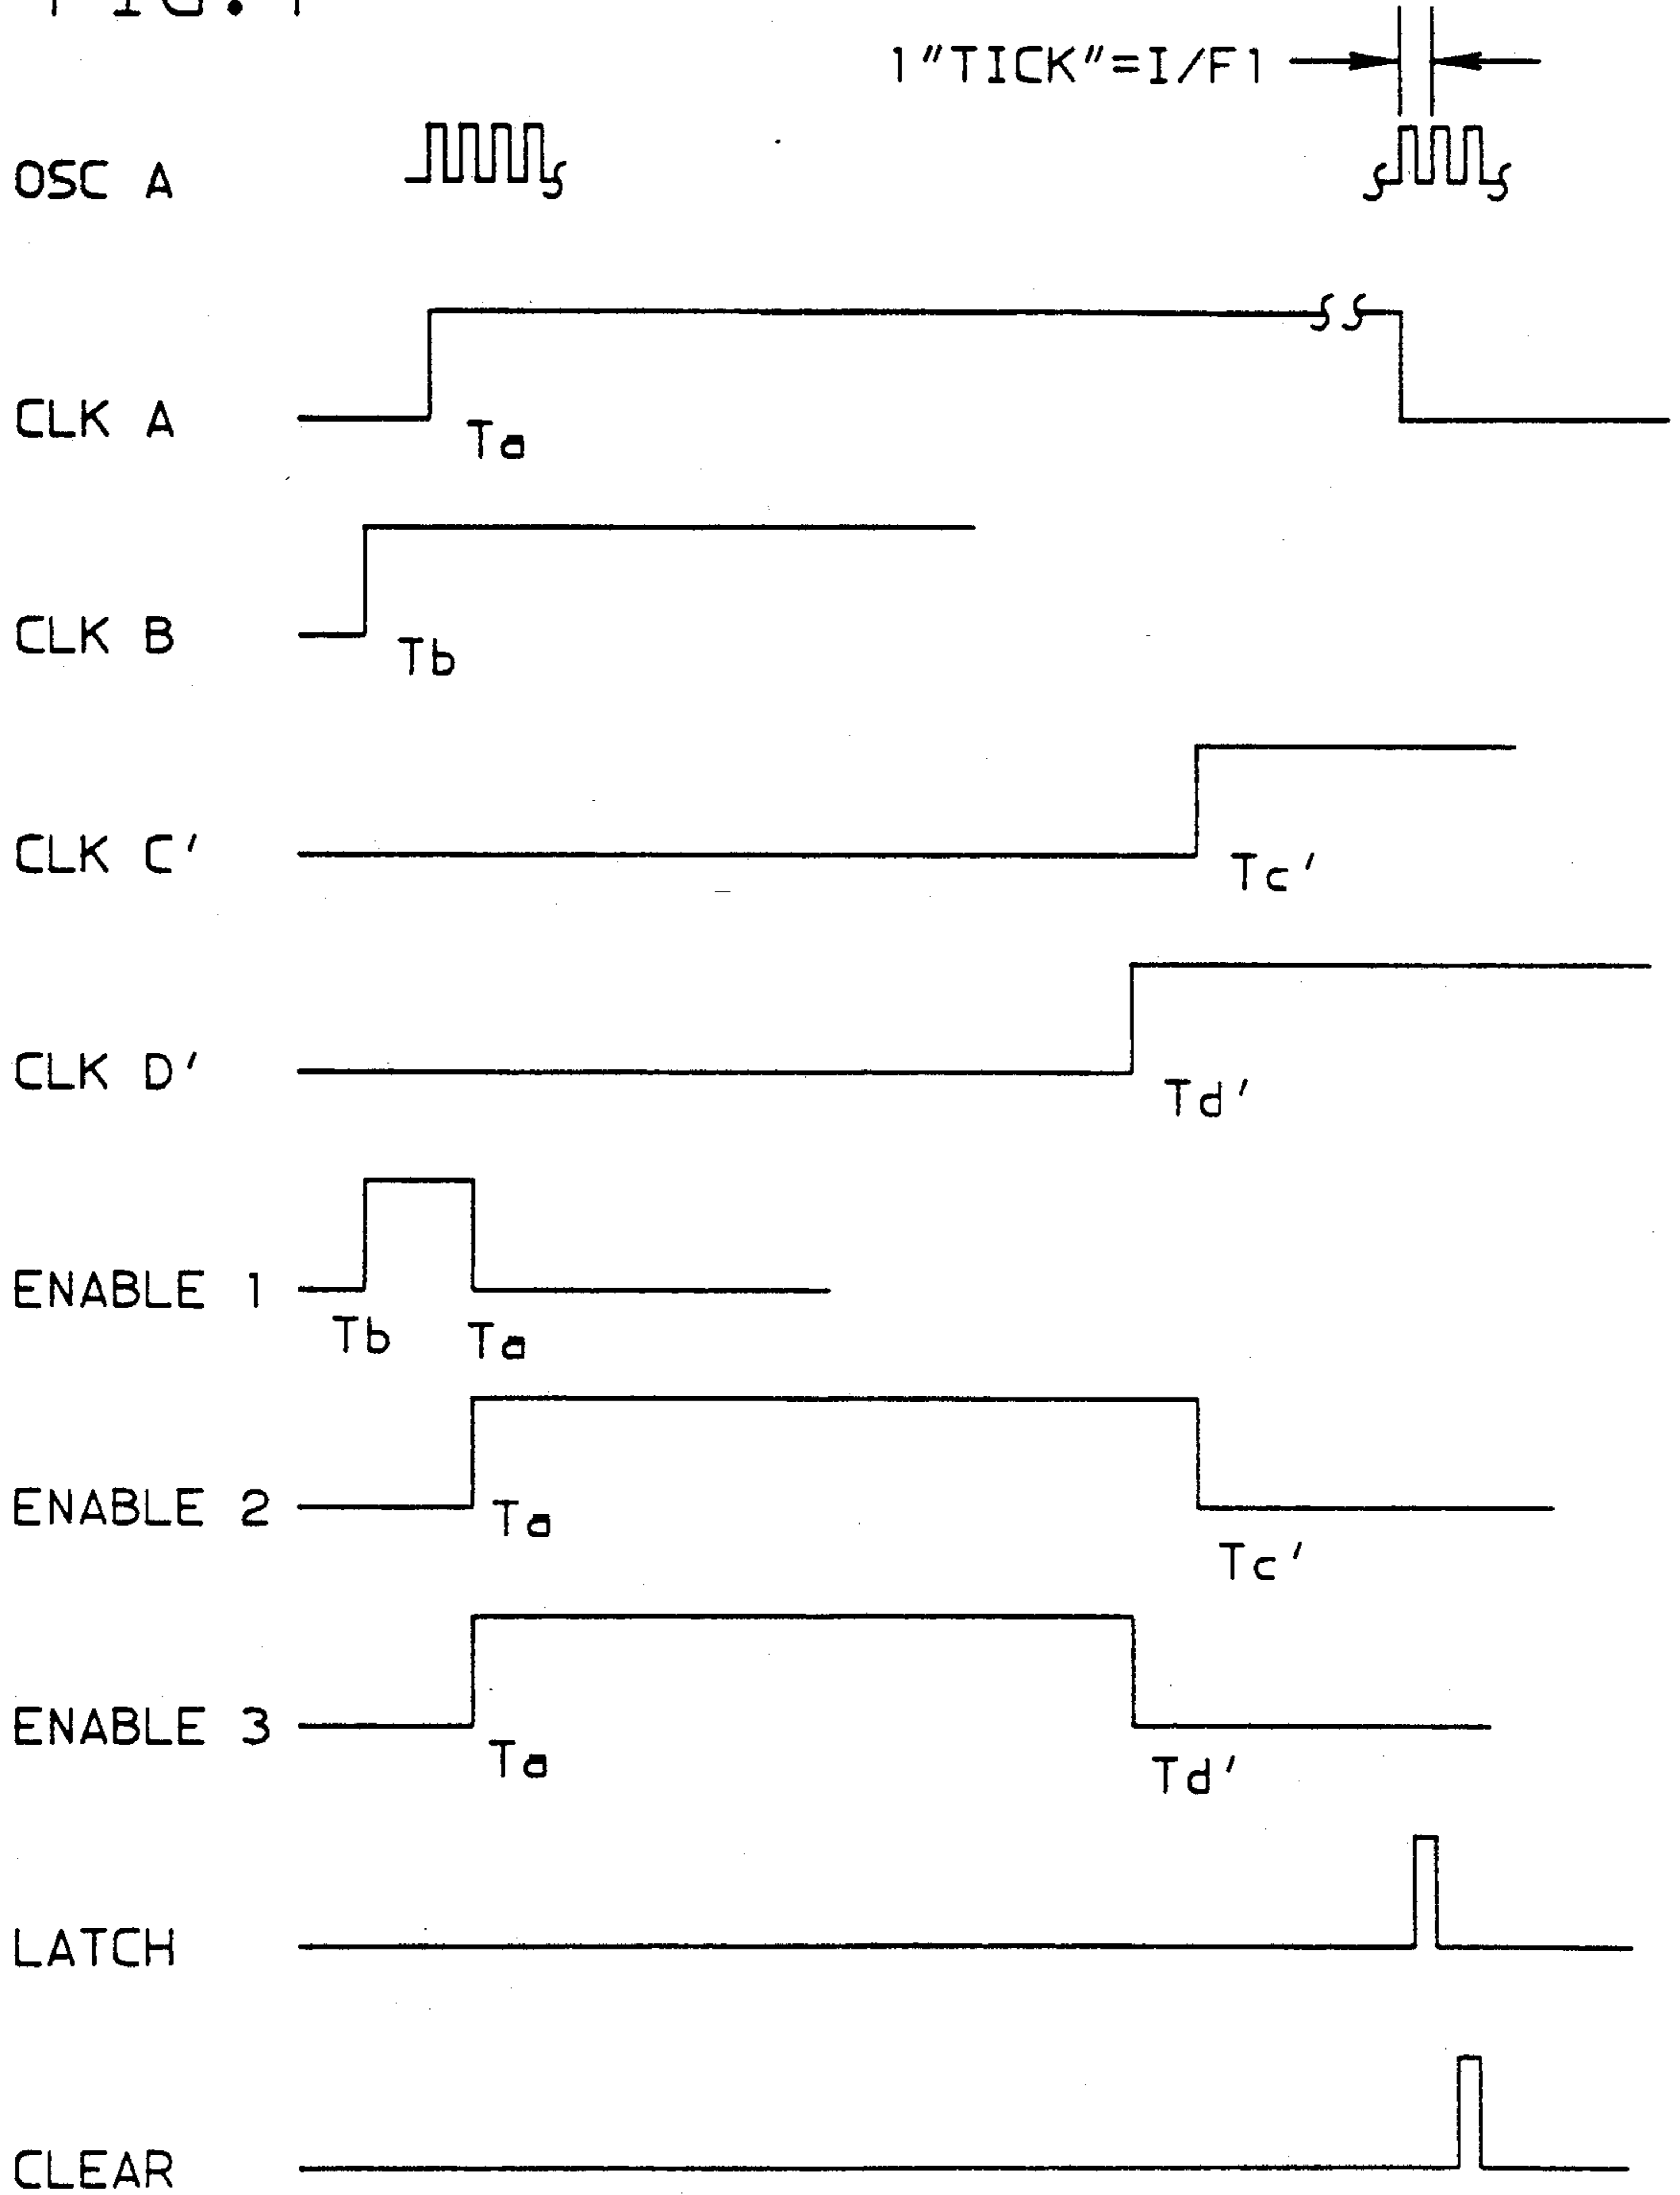 1"TICK"=I/F1
OSC A
CLK A
Ta
CLK B
Tb
CLK C'
Tc'
CLK D'
Td'
ENABLE 1
Tb Ta
ENABLE 2
Ta
Tc'
ENABLE 3
Ta
Td'
LATCH
CLEAR